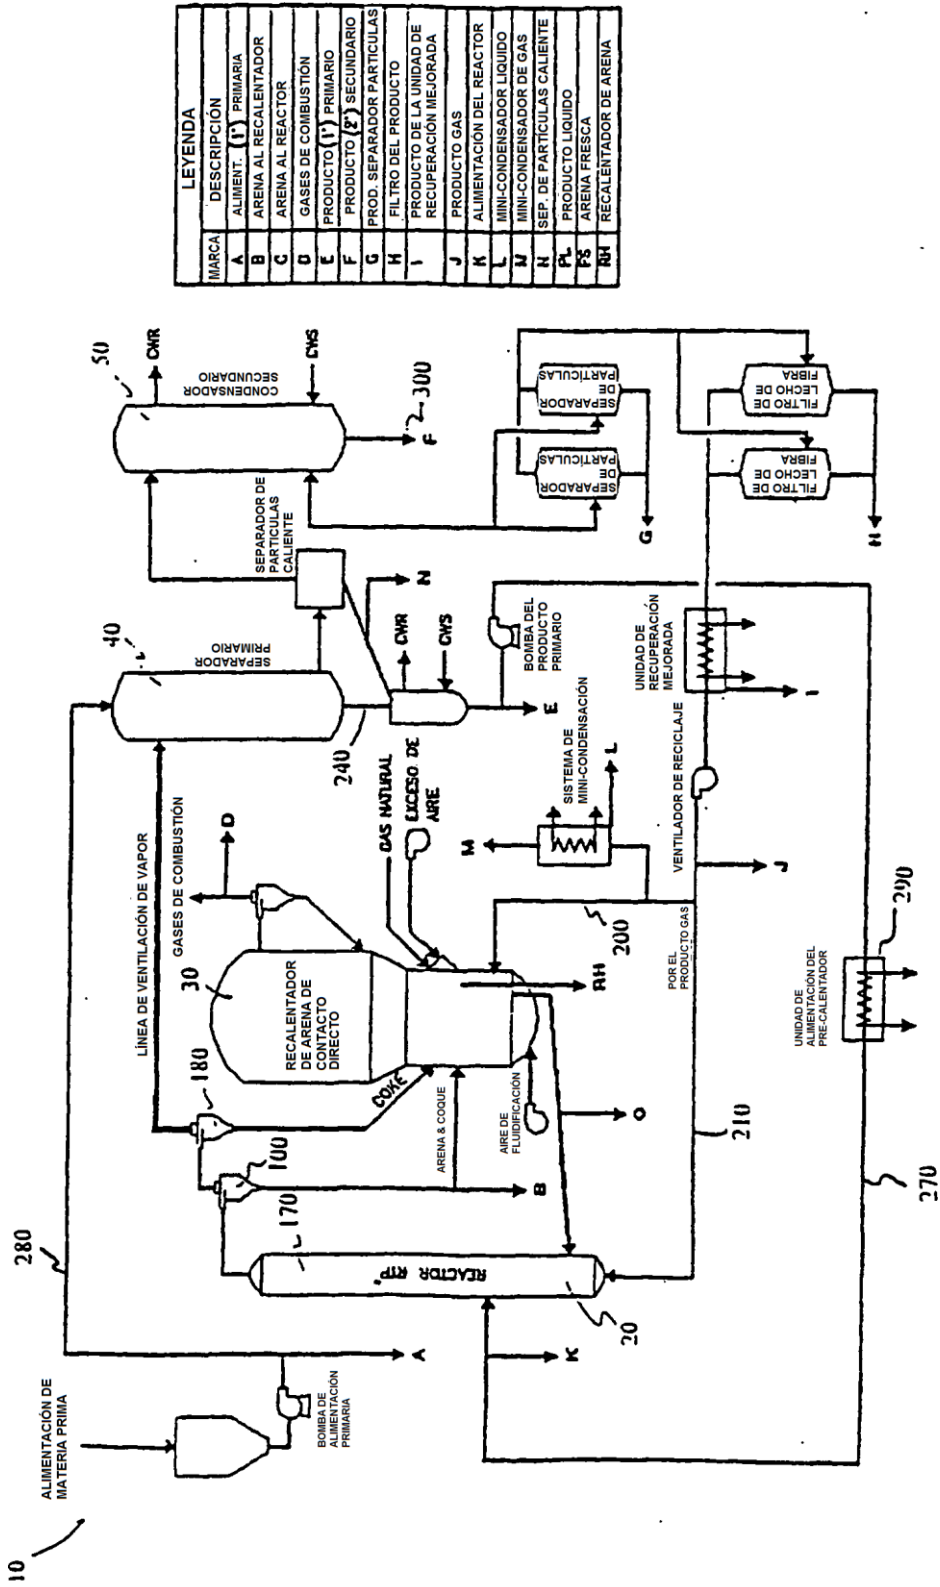 10
ALIMENTACIÓN DE
MATERIA PRIMA
BOMBA DE
ALIMENTACIÓN
PRIMARIA
A
280
LÍNEA DE VENTILACIÓN DE VAPOR
GASES DE COMBUSTIÓN
D
180
100
170
REACTOR RTP
20
K
B
ARENA & COQUE
COKE
30
RECALENTADOR
DE ARENA DE
CONTACTO
DIRECTO
AIRE DE
FLUIDIFICACIÓN
RH
GAS NATURAL
EXCESO DE
AIRE
200
210
270
POR EL
PRODUCTO GAS
M
SISTEMA DE
MINI-CONDENSACIÓN
L
VENTILADOR DE RECICLAJE
J
UNIDAD DE
ALIMENTACIÓN DEL
PRE-CALENTADOR
290
40
SEPARADOR
PRIMARIO
240
CWR
CWS
E
BOMBA DEL
PRODUCTO
PRIMARIO
SEPARADOR DE
PARTICULAS
CALIENTE
N
50
CONDENSADOR
SECUNDARIO
CWR
CWS
300
F
SEPARADOR
DE
PARTÍCULAS
SEPARADOR
DE
PARTÍCULAS
G
UNIDAD DE
RECUPERACIÓN
MEJORADA
I
FILTRO DE
LECHO DE
FIBRA
FILTRO DE
LECHO DE
FIBRA
H
LEYENDA
MARCA DESCRIPCIÓN
A ALIMENT. (1°) PRIMARIA
B ARENA AL RECALENTADOR
C ARENA AL REACTOR
D GASES DE COMBUSTIÓN
E PRODUCTO (1°) PRIMARIO
F PRODUCTO (2°) SECUNDARIO
G PROD. SEPARADOR PARTICULAS
H FILTRO DEL PRODUCTO
I PRODUCTO DE LA UNIDAD DE
RECUPERACIÓN MEJORADA
J PRODUCTO GAS
K ALIMENTACIÓN DEL REACTOR
L MINI-CONDENSADOR LIQUIDO
M MINI-CONDENSADOR DE GAS
N SEP. DE PARTÍCULAS CALIENTE
PL PRODUCTO LIQUIDO
FS ARENA FRESCA
RH RECALENTADOR DE ARENA